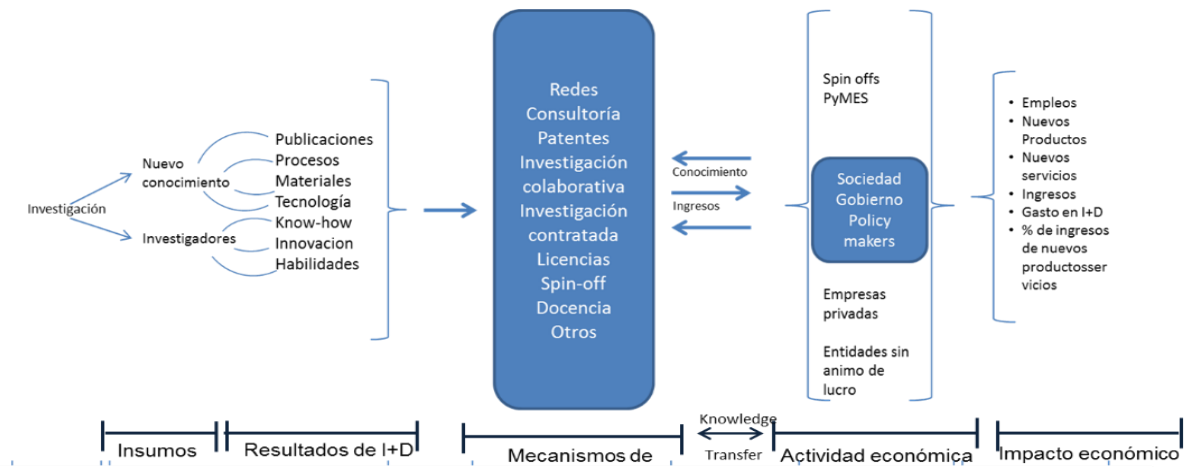 Investigación
Nuevo
conocimiento
Investigadores
Publicaciones
Procesos
Materiales
Tecnología
Know-how
Innovacion
Habilidades
Redes
Consultoría
Patentes
Investigación
colaborativa
Investigación
contratada
Licencias
Spin-off
Docencia
Otros
Conocimiento
Ingresos
Spin offs
PyMES
Sociedad
Gobierno
Policy
makers
Empresas
privadas
Entidades sin
animo de
lucro
• Empleos
• Nuevos
Productos
• Nuevos
servicios
• Ingresos
• Gasto en I+D
• % de ingresos
de nuevos
productosser
vicios
Insumos
Resultados de I+D
Mecanismos de
Knowledge
Transfer
Actividad económica
Impacto económico